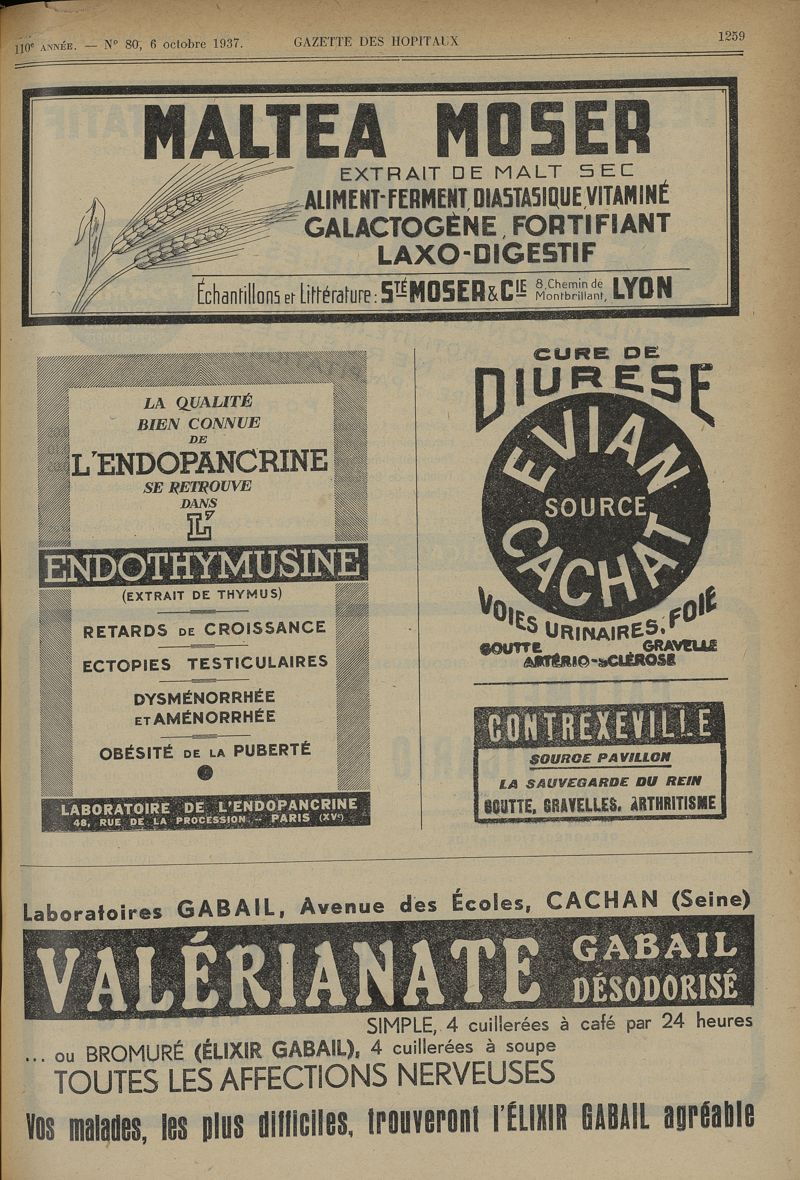 110e ANNÉE. — N° 80, 6 octobre 1937. GAZETTE DES HOPITAUX 1259
MALTEA MOSER
EXTRAIT DE MALT SEC
ALIMENT-FERMENT, DIASTASIQUE, VITAMINÉ
GALACTOGÈNE, FORTIFIANT
LAXO-DIGESTIF
Échantillons et Littérature: STÉ MOSER & CIE 8, Chemin de Montbrillant, LYON
LA QUALITÉ
BIEN CONNUE
DE
L'ENDOPANCRINE
SE RETROUVE
DANS
L'
ENDOTHYMUSINE
(EXTRAIT DE THYMUS)
RETARDS DE CROISSANCE
ECTOPIES TESTICULAIRES
DYSMÉNORRHÉE
ET AMÉNORRHÉE
OBÉSITÉ DE LA PUBERTÉ
LABORATOIRE DE L'ENDOPANCRINE
48, RUE DE LA PROCESSION - PARIS (XVe)
CURE DE
DIURESE
EVIAN
SOURCE
CACHAT
VOIES URINAIRES, FOIE
GOUTTE GRAVELLE
ARTÉRIO-SCLÉROSE
CONTREXEVILLE
SOURCE PAVILLON
LA SAUVEGARDE DU REIN
GOUTTE, GRAVELLES, ARTHRITISME
Laboratoires GABAIL, Avenue des Écoles, CACHAN (Seine)
VALÉRIANATE GABAIL
DÉSODORISÉ
SIMPLE, 4 cuillerées à café par 24 heures
... ou BROMURÉ (ÉLIXIR GABAIL), 4 cuillerées à soupe
TOUTES LES AFFECTIONS NERVEUSES
Vos malades, les plus difficiles, trouveront l'ÉLIXIR GABAIL agréable